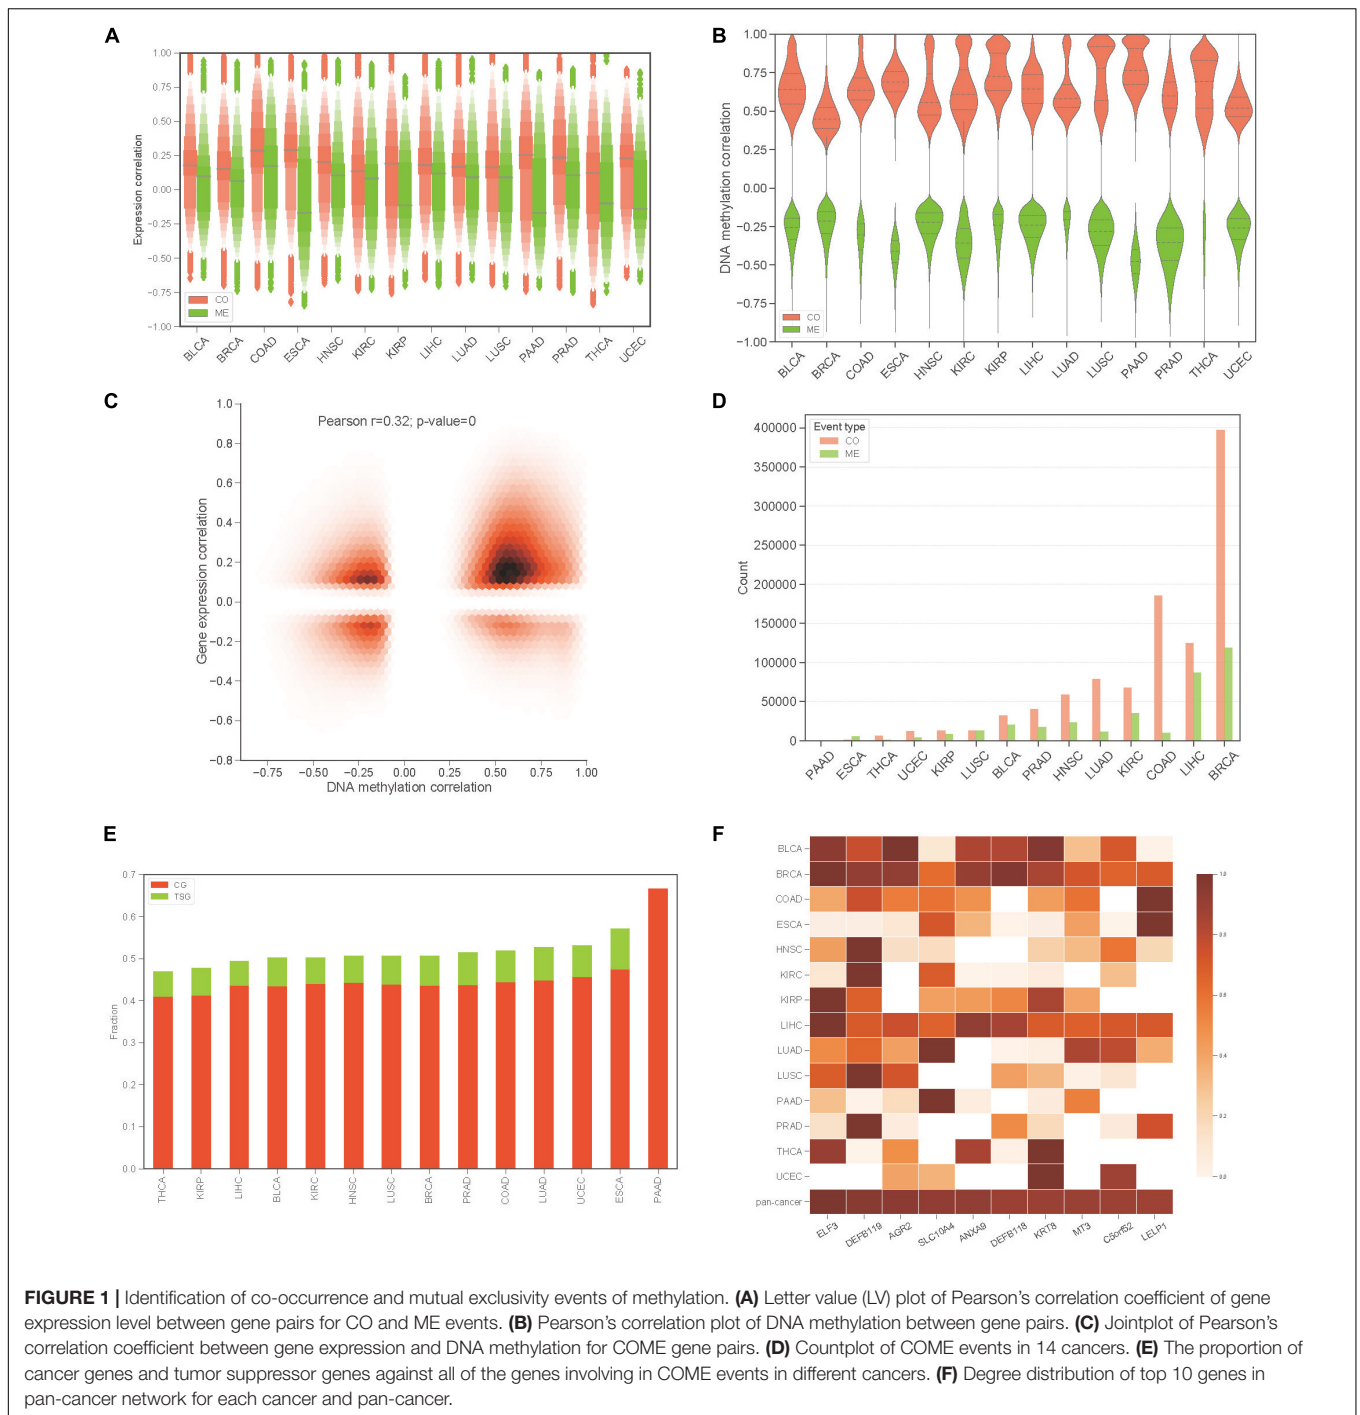 A
1.00
0.75
0.50
0.25
0.00
−0.25
−0.50
−0.75
−1.00
Expression correlation
CO
ME
BLCA
BRCA
COAD
ESCA
HNSC
KIRC
KIRP
LIHC
LUAD
LUSC
PAAD
PRAD
THCA
UCEC
B
1.00
0.75
0.50
0.25
0.00
−0.25
−0.50
−0.75
−1.00
DNA methylation correlation
CO
ME
BLCA
BRCA
COAD
ESCA
HNSC
KIRC
KIRP
LIHC
LUAD
LUSC
PAAD
PRAD
THCA
UCEC
C
Pearson r=0.32; p-value=0
1.0
0.8
0.6
0.4
0.2
0.0
−0.2
−0.4
−0.6
−0.8
Gene expression correlation
−0.75
−0.50
−0.25
0.00
0.25
0.50
0.75
1.00
DNA methylation correlation
D
400000
350000
300000
250000
200000
150000
100000
50000
0
Count
Event type
CO
ME
PAAD
ESCA
THCA
UCEC
KIRP
LUSC
BLCA
PRAD
HNSC
LUAD
KIRC
COAD
LIHC
BRCA
E
0.7
0.6
0.5
0.4
0.3
0.2
0.1
0.0
Fraction
CG
TSG
THCA
KIRP
LIHC
BLCA
KIRC
HNSC
LUSC
BRCA
PRAD
COAD
LUAD
UCEC
ESCA
PAAD
F
BLCA
BRCA
COAD
ESCA
HNSC
KIRC
KIRP
LIHC
LUAD
LUSC
PAAD
PRAD
THCA
UCEC
pan-cancer
ELF3
DEFB119
AGR2
SLC10A4
ANXA9
DEFB118
KRT8
MT3
C5orf52
LELP1
1.0
0.8
0.6
0.4
0.2
0.0
FIGURE 1 | Identification of co-occurrence and mutual exclusivity events of methylation. (A) Letter value (LV) plot of Pearson's correlation coefficient of gene
expression level between gene pairs for CO and ME events. (B) Pearson's correlation plot of DNA methylation between gene pairs. (C) Jointplot of Pearson's
correlation coefficient between gene expression and DNA methylation for COME gene pairs. (D) Countplot of COME events in 14 cancers. (E) The proportion of
cancer genes and tumor suppressor genes against all of the genes involving in COME events in different cancers. (F) Degree distribution of top 10 genes in
pan-cancer network for each cancer and pan-cancer.